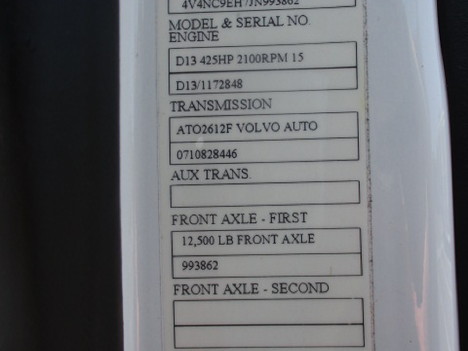 4V4NC9EH7JN993862
MODEL & SERIAL NO.
ENGINE
D13 425HP 2100RPM 15
D13/1172848
TRANSMISSION
ATO2612F VOLVO AUTO
0710828446
AUX TRANS.
FRONT AXLE - FIRST
12,500 LB FRONT AXLE
993862
FRONT AXLE - SECOND